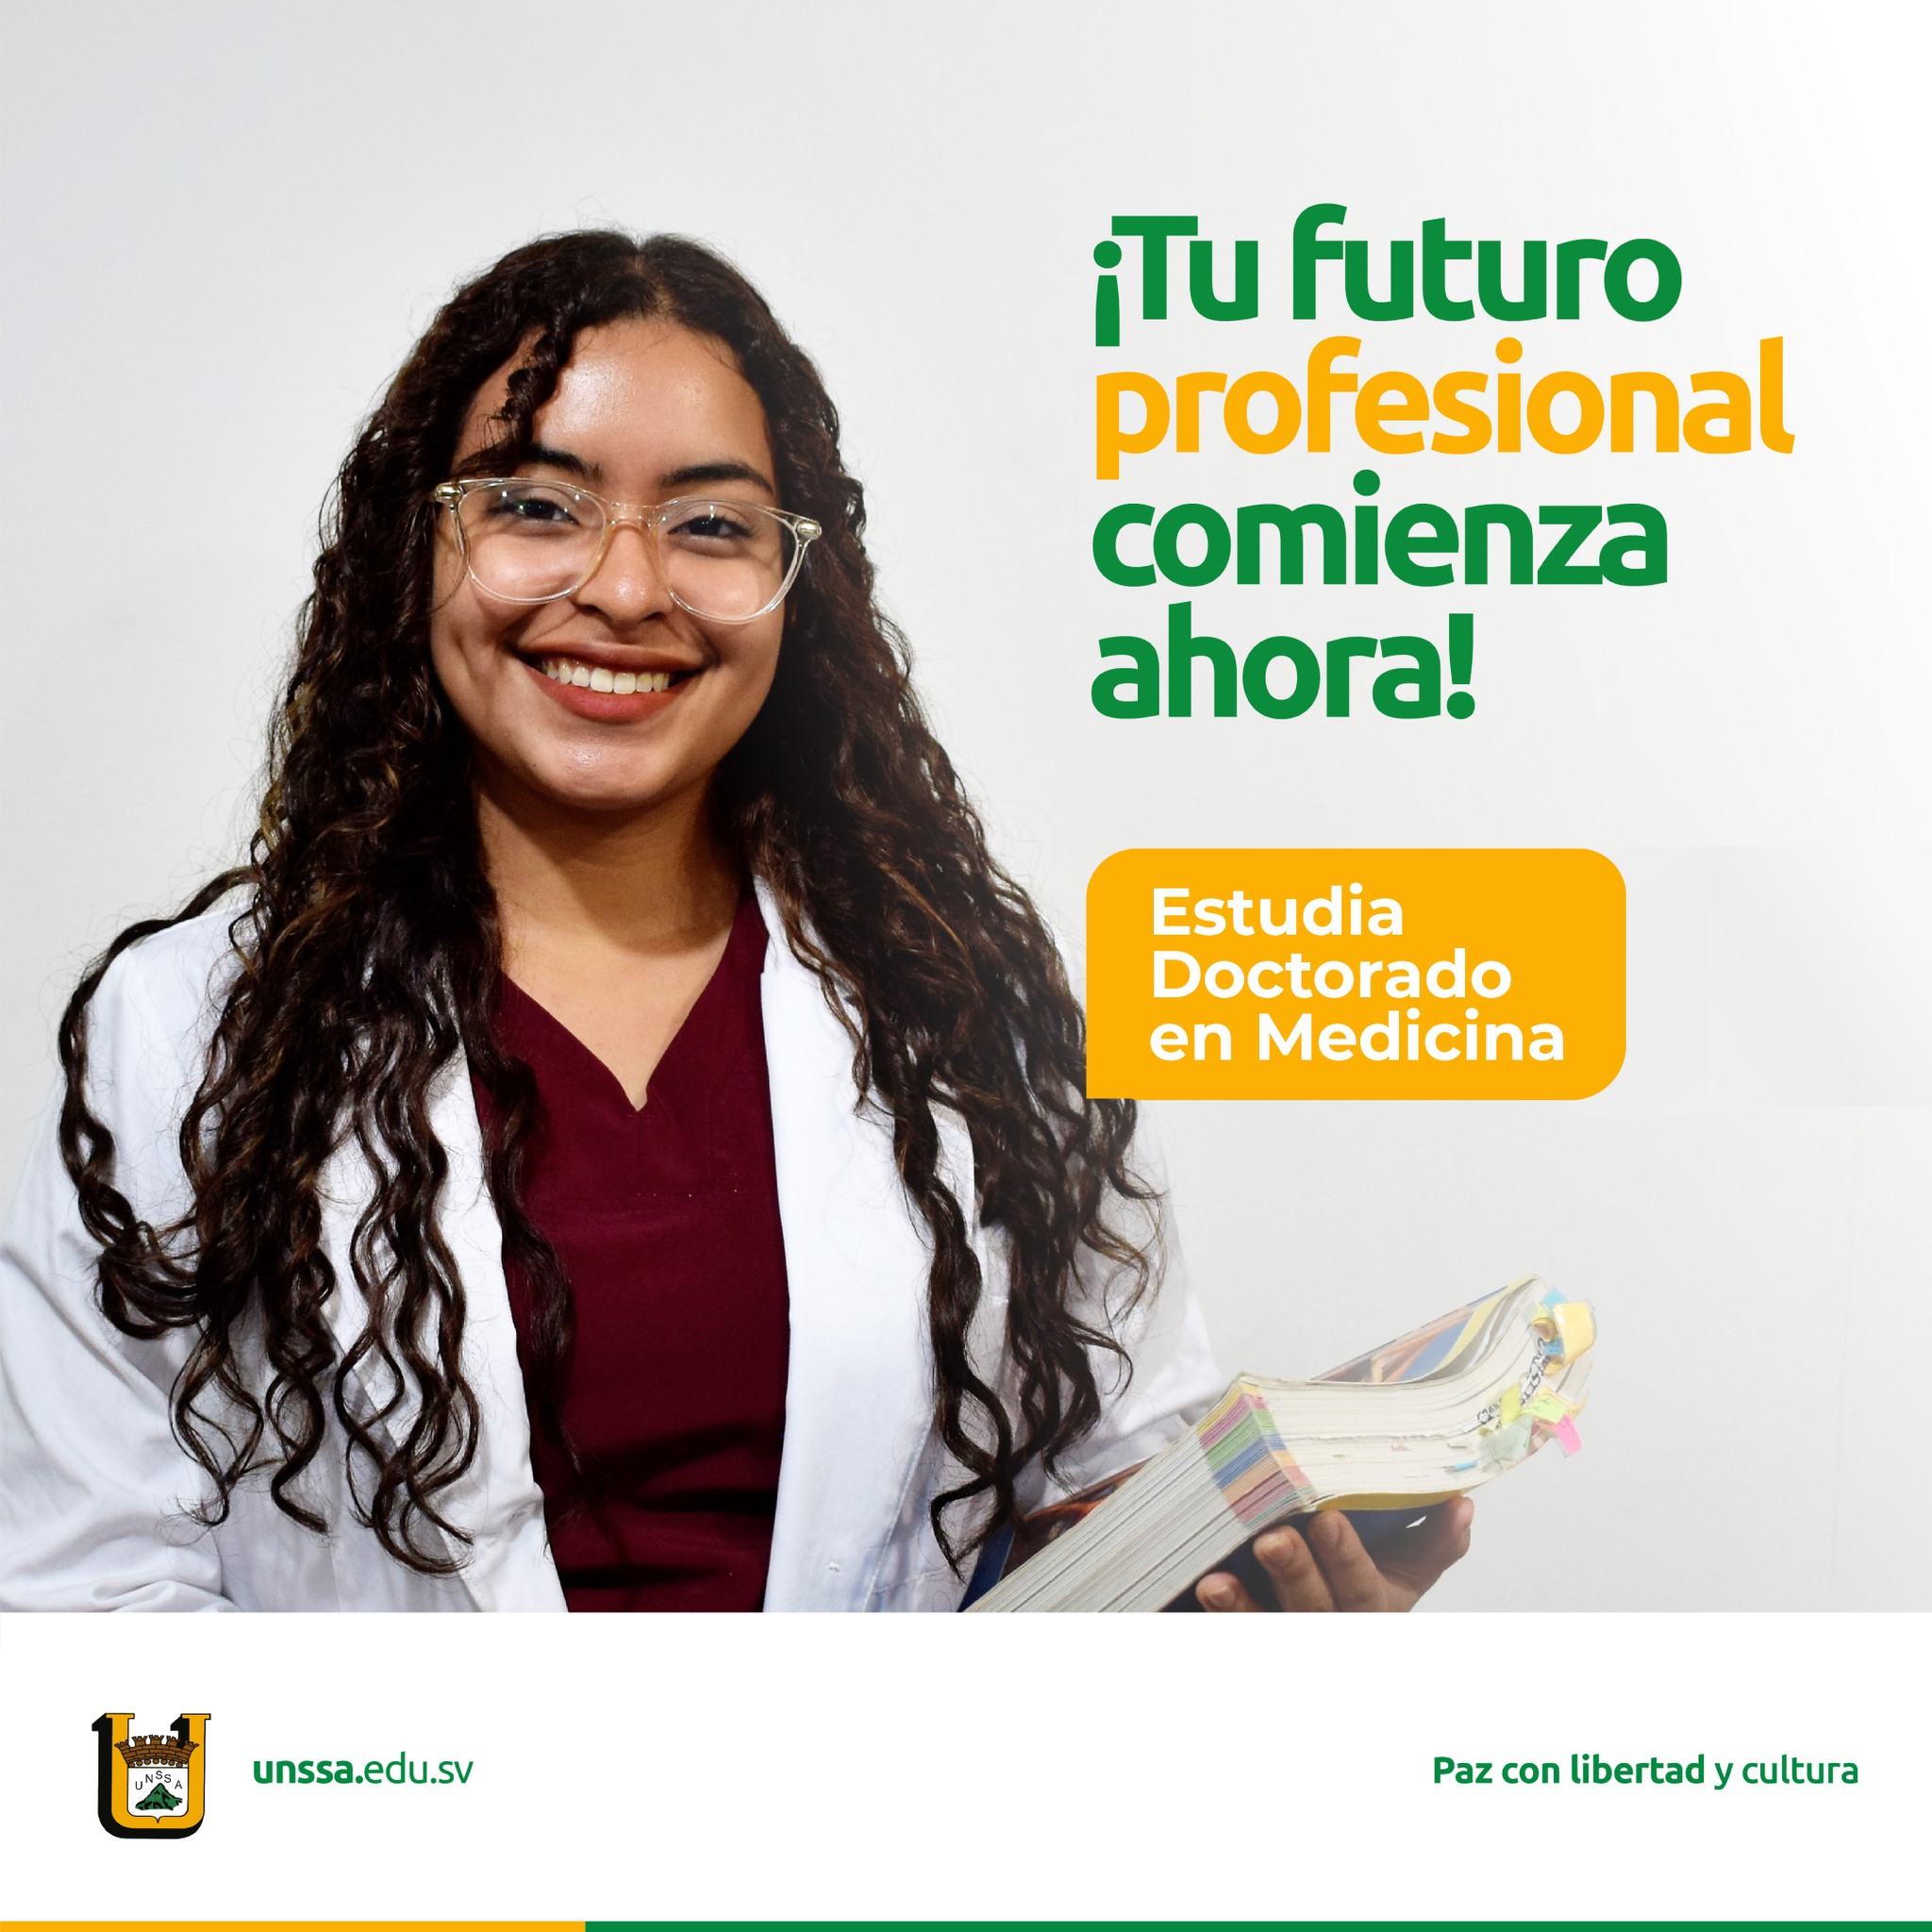 ¡Tu futuro
profesional
comienza
ahora!
Estudia
Doctorado
en Medicina
UNSSA
unssa.edu.sv
Paz con libertad y cultura